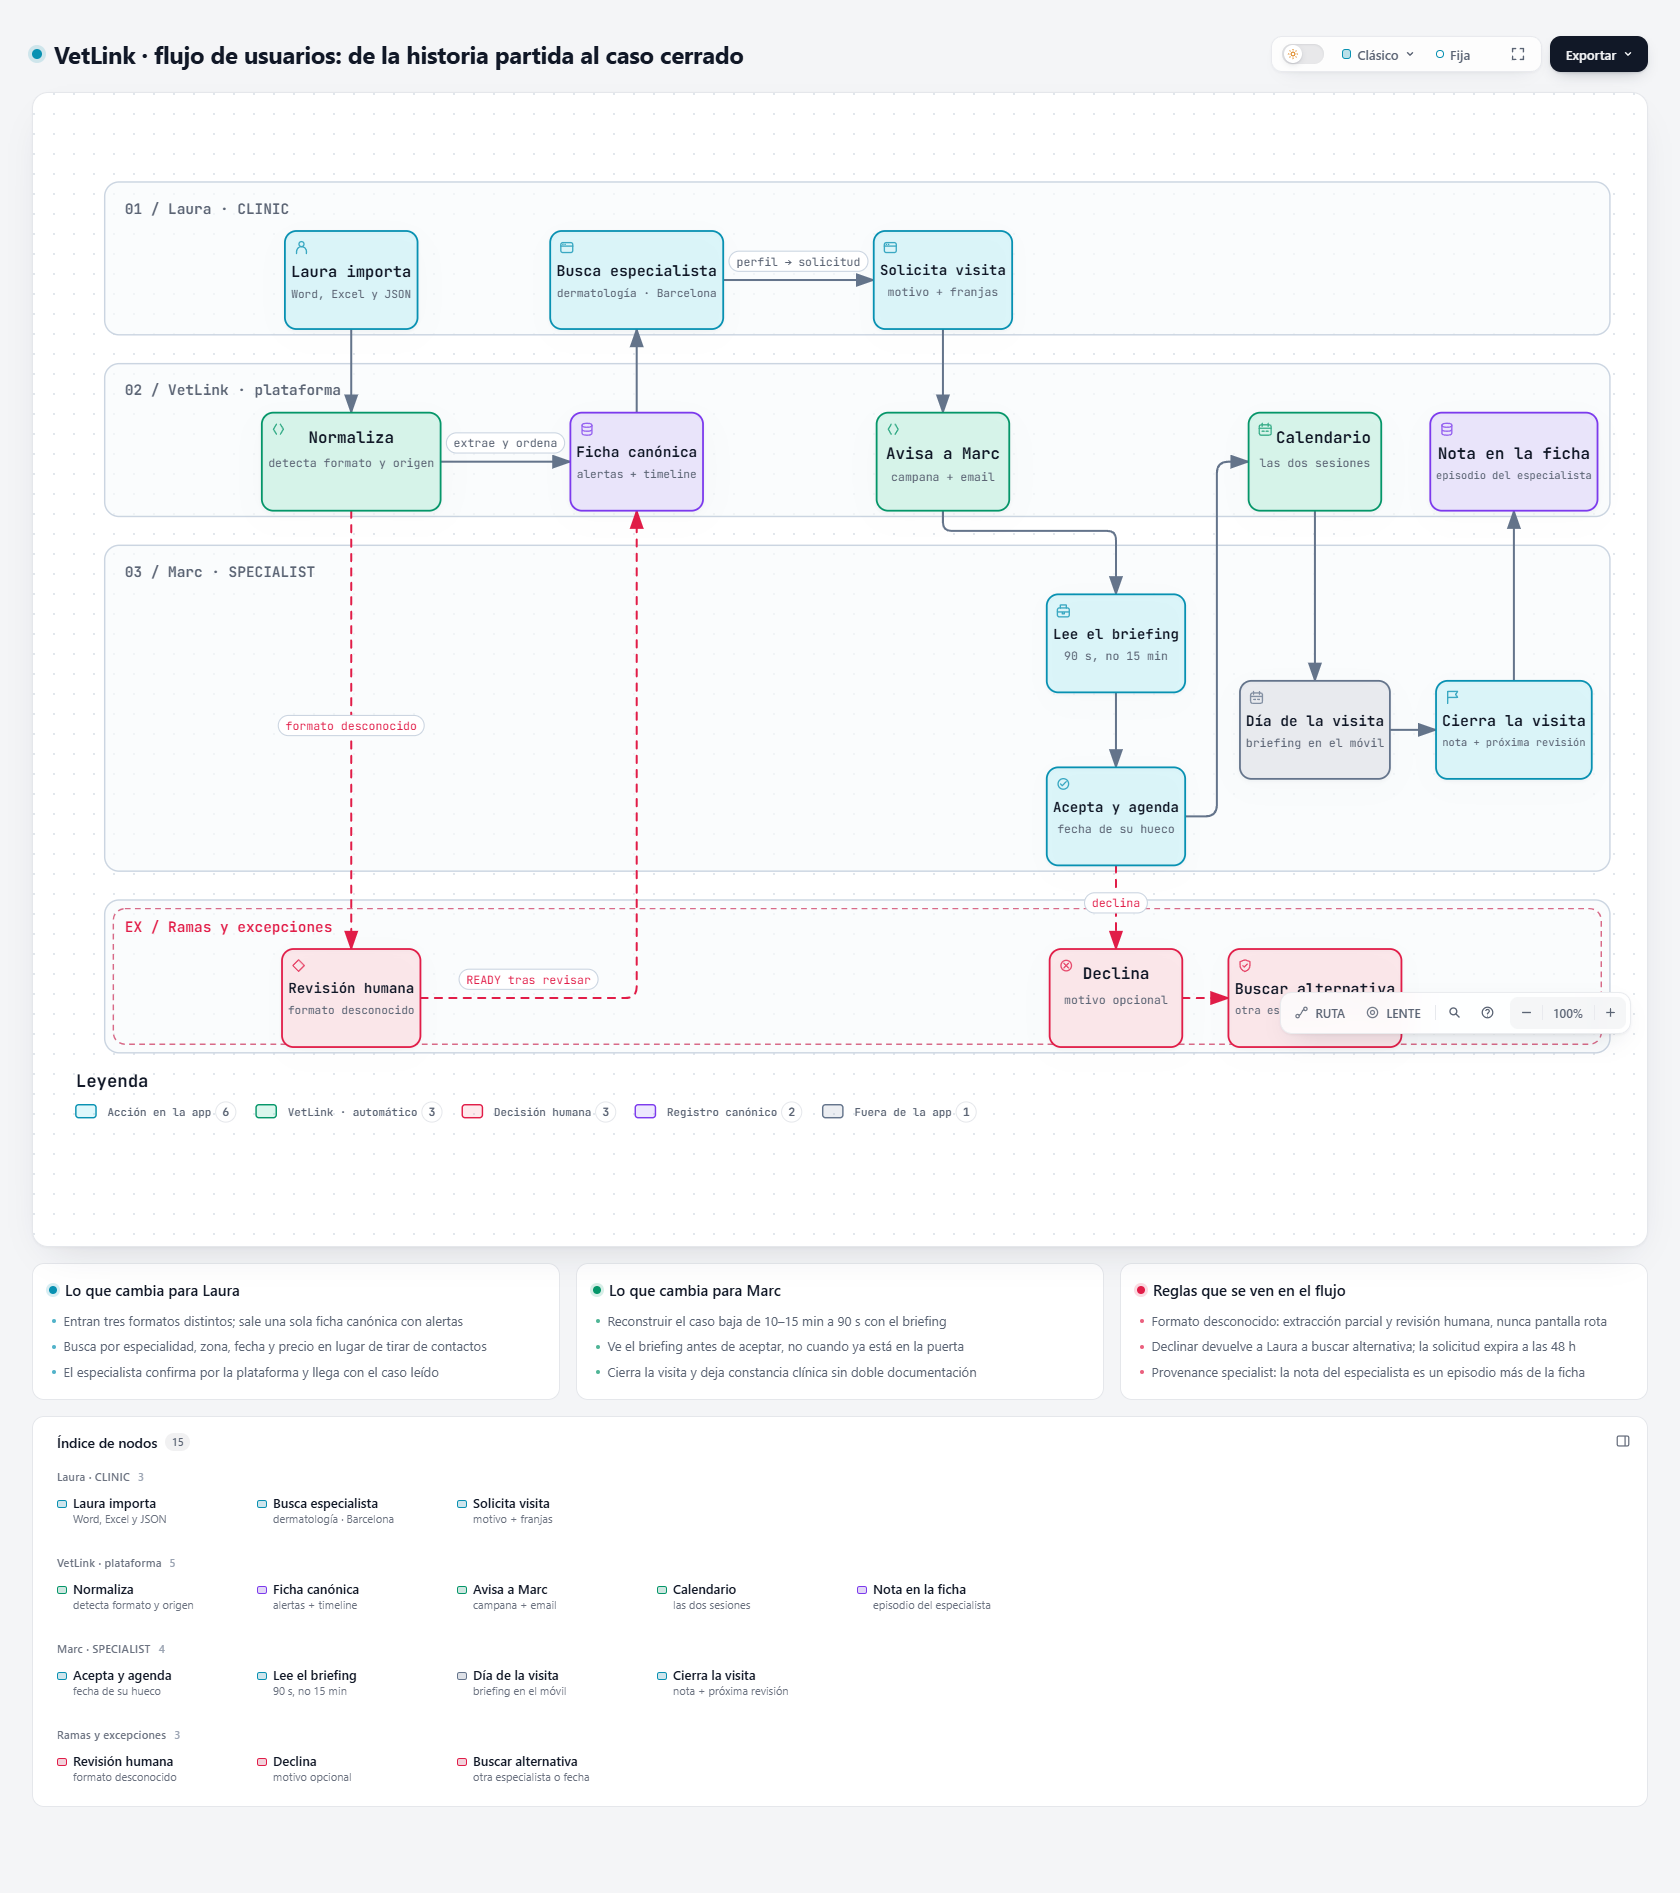 VetLink · flujo de usuarios: de la historia partida al caso cerrado
Clásico
Fija
Exportar
01 / Laura · CLINIC
Laura importa
Word, Excel y JSON
Busca especialista
dermatología · Barcelona
perfil → solicitud
Solicita visita
motivo + franjas
02 / VetLink · plataforma
Normaliza
detecta formato y origen
extrae y ordena
Ficha canónica
alertas + timeline
Avisa a Marc
campana + email
Calendario
las dos sesiones
Nota en la ficha
episodio del especialista
03 / Marc · SPECIALIST
Lee el briefing
90 s, no 15 min
formato desconocido
Día de la visita
briefing en el móvil
Cierra la visita
nota + próxima revisión
Acepta y agenda
fecha de su hueco
declina
EX / Ramas y excepciones
Revisión humana
formato desconocido
READY tras revisar
Declina
motivo opcional
Buscar alternativa
otra es
RUTA
LENTE
100%
Leyenda
Acción en la app 6
VetLink · automático 3
Decisión humana 3
Registro canónico 2
Fuera de la app 1
Lo que cambia para Laura
Entran tres formatos distintos; sale una sola ficha canónica con alertas
Busca por especialidad, zona, fecha y precio en lugar de tirar de contactos
El especialista confirma por la plataforma y llega con el caso leído
Lo que cambia para Marc
Reconstruir el caso baja de 10–15 min a 90 s con el briefing
Ve el briefing antes de aceptar, no cuando ya está en la puerta
Cierra la visita y deja constancia clínica sin doble documentación
Reglas que se ven en el flujo
Formato desconocido: extracción parcial y revisión humana, nunca pantalla rota
Declinar devuelve a Laura a buscar alternativa; la solicitud expira a las 48 h
Provenance specialist: la nota del especialista es un episodio más de la ficha
Índice de nodos 15
Laura · CLINIC 3
Laura importa
Word, Excel y JSON
Busca especialista
dermatología · Barcelona
Solicita visita
motivo + franjas
VetLink · plataforma 5
Normaliza
detecta formato y origen
Ficha canónica
alertas + timeline
Avisa a Marc
campana + email
Calendario
las dos sesiones
Nota en la ficha
episodio del especialista
Marc · SPECIALIST 4
Acepta y agenda
fecha de su hueco
Lee el briefing
90 s, no 15 min
Día de la visita
briefing en el móvil
Cierra la visita
nota + próxima revisión
Ramas y excepciones 3
Revisión humana
formato desconocido
Declina
motivo opcional
Buscar alternativa
otra especialista o fecha